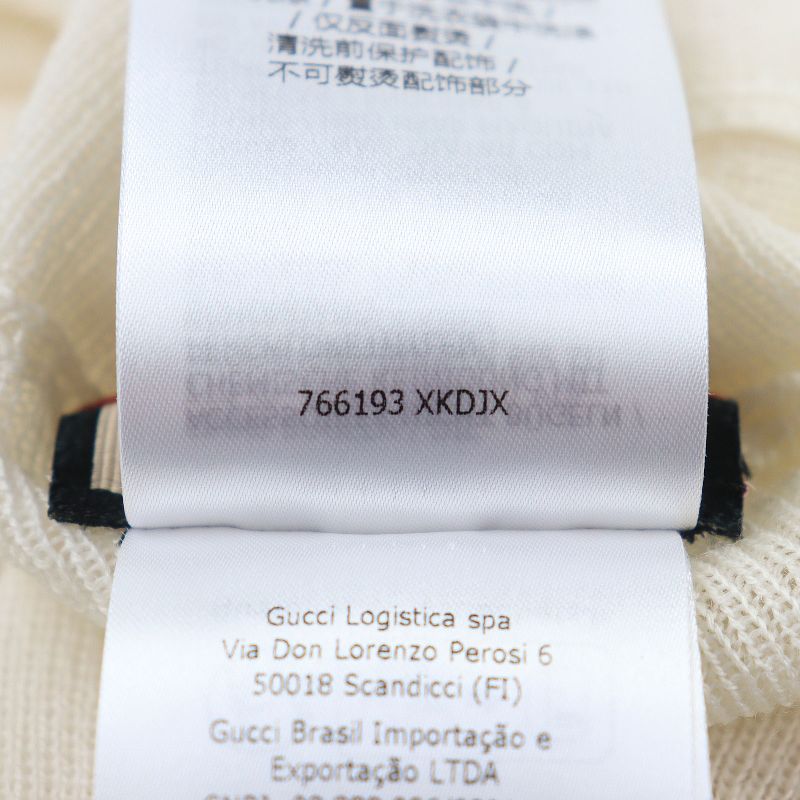 仅反面熨烫 /
清洗前保护配饰 /
不可熨烫配饰部分
766193 XKDJX
Gucci Logistica spa
Via Don Lorenzo Perosi 6
50018 Scandicci (FI)
Gucci Brasil Importação e
Exportação LTDA